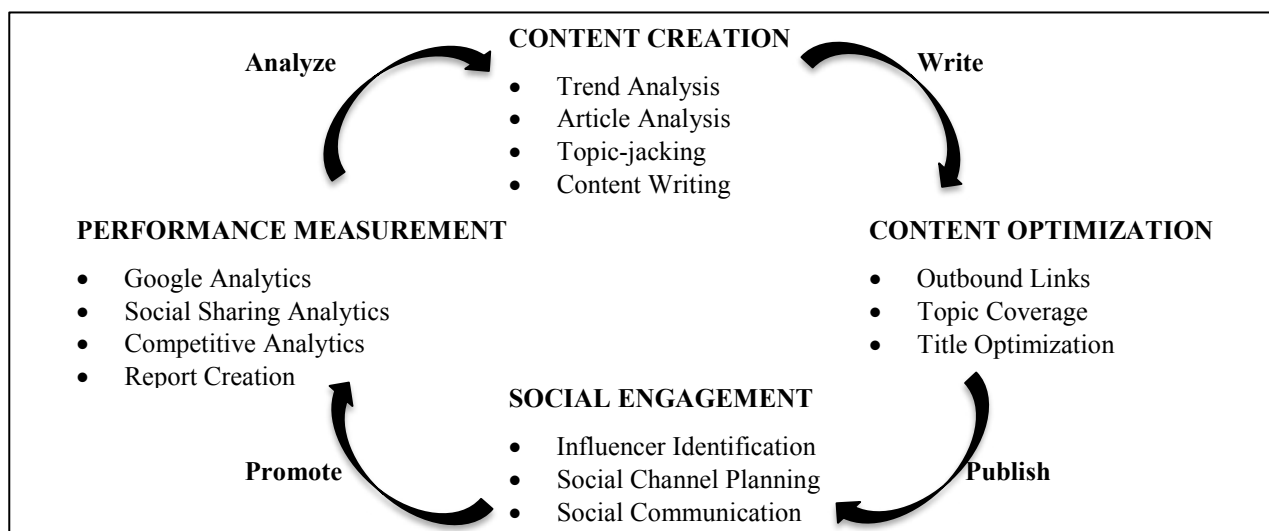 Analyze
CONTENT CREATION
• Trend Analysis
• Article Analysis
• Topic-jacking
• Content Writing
Write
PERFORMANCE MEASUREMENT
• Google Analytics
• Social Sharing Analytics
• Competitive Analytics
• Report Creation
CONTENT OPTIMIZATION
• Outbound Links
• Topic Coverage
• Title Optimization
SOCIAL ENGAGEMENT
• Influencer Identification
• Social Channel Planning
• Social Communication
Promote
Publish